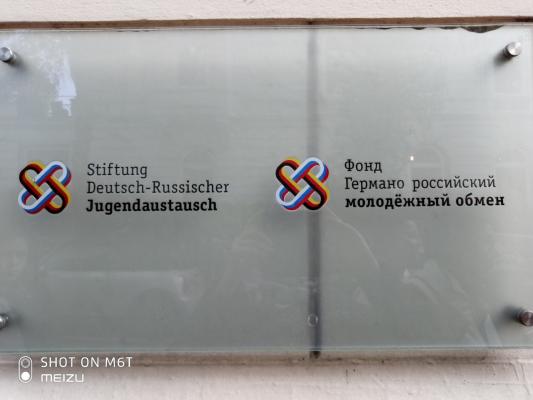 Stiftung
Deutsch-Russischer
Jugendaustausch
Фонд
Германо российский
молодёжный обмен
SHOT ON M6T
MEIZU